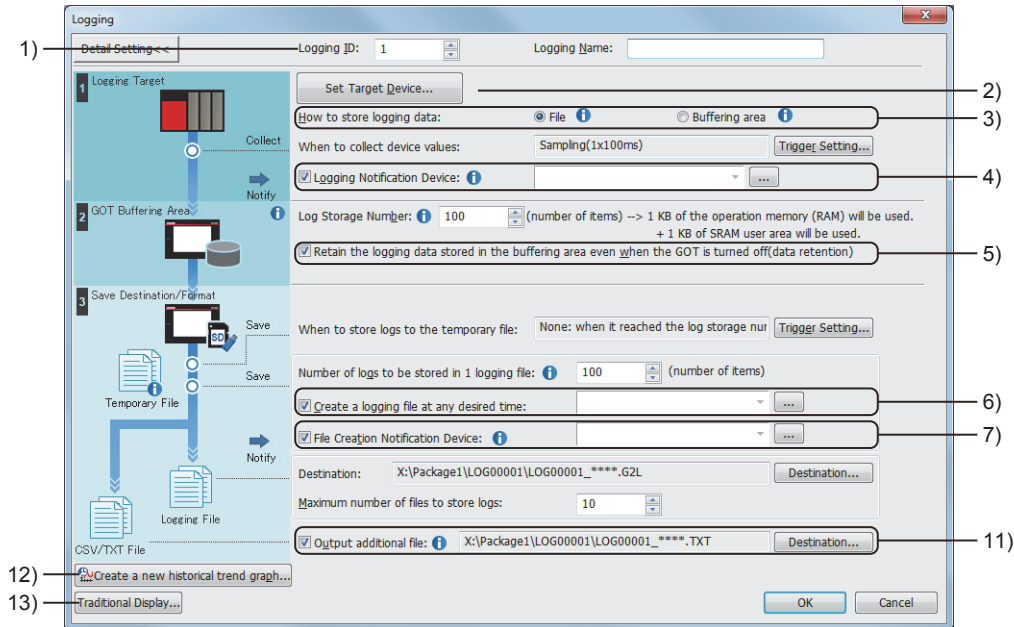 Logging
1)
Detail Setting<<
Logging ID: 1
Logging Name:
1 Logging Target
Set Target Device...
2)
How to store logging data: File Buffering area
3)
Collect
When to collect device values: Sampling(1x100ms) Trigger Setting...
Logging Notification Device: ...
4)
Notify
2 GOT Buffering Area
Log Storage Number: 100 (number of items) --> 1 KB of the operation memory (RAM) will be used.
+ 1 KB of SRAM user area will be used.
Retain the logging data stored in the buffering area even when the GOT is turned off(data retention)
5)
3 Save Destination/Format
SD
Save
When to store logs to the temporary file: None: when it reached the log storage nur Trigger Setting...
Save
Number of logs to be stored in 1 logging file: 100 (number of items)
Temporary File
Create a logging file at any desired time: ...
6)
File Creation Notification Device: ...
7)
Notify
Destination: X:\Package1\LOG00001\LOG00001_****.G2L Destination...
Maximum number of files to store logs: 10
Logging File
CSV/TXT File
Output additional file: X:\Package1\LOG00001\LOG00001_****.TXT Destination...
11)
12)
Create a new historical trend graph...
13)
Traditional Display...
OK
Cancel